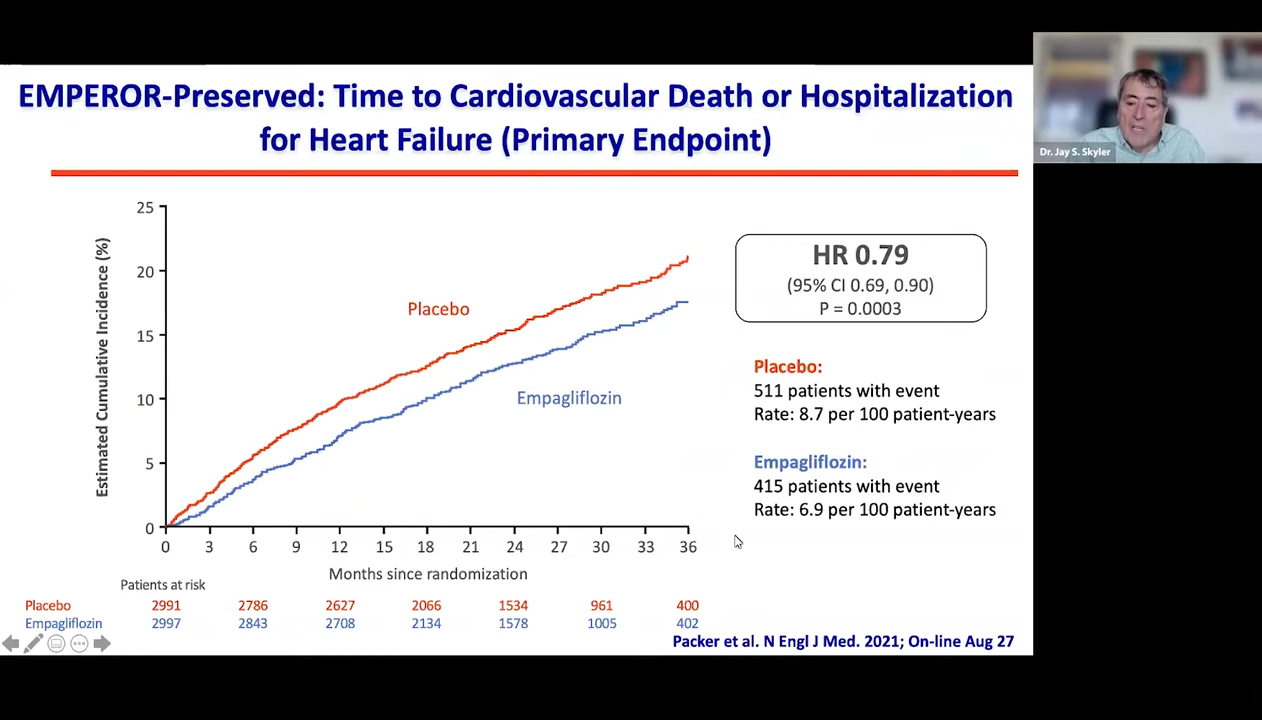 EMPEROR-Preserved: Time to Cardiovascular Death or Hospitalization
for Heart Failure (Primary Endpoint)
Dr. Jay S. Skyler
Estimated Cumulative Incidence (%)
25
20
15
10
5
0
Placebo
Empagliflozin
0 3 6 9 12 15 18 21 24 27 30 33 36
Months since randomization
HR 0.79
(95% CI 0.69, 0.90)
P = 0.0003
Placebo:
511 patients with event
Rate: 8.7 per 100 patient-years
Empagliflozin:
415 patients with event
Rate: 6.9 per 100 patient-years
Patients at risk
Placebo 2991 2786 2627 2066 1534 961 400
Empagliflozin 2997 2843 2708 2134 1578 1005 402
Packer et al. N Engl J Med. 2021; On-line Aug 27